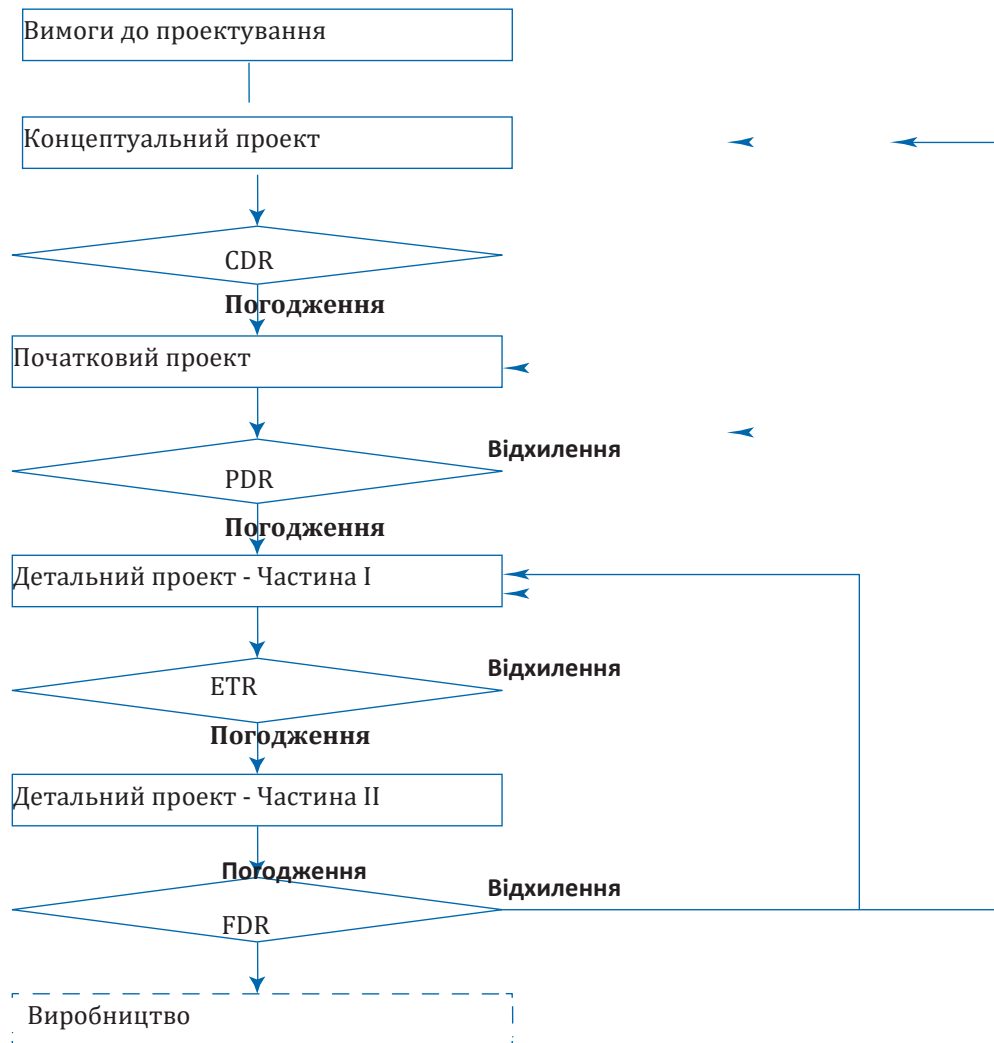 Вимоги до проектування
Концептуальний проект
CDR
Погодження
Початковий проект
Відхилення
PDR
Погодження
Детальний проект - Частина I
Відхилення
ETR
Погодження
Детальний проект - Частина II
Погодження
Відхилення
FDR
Виробництво